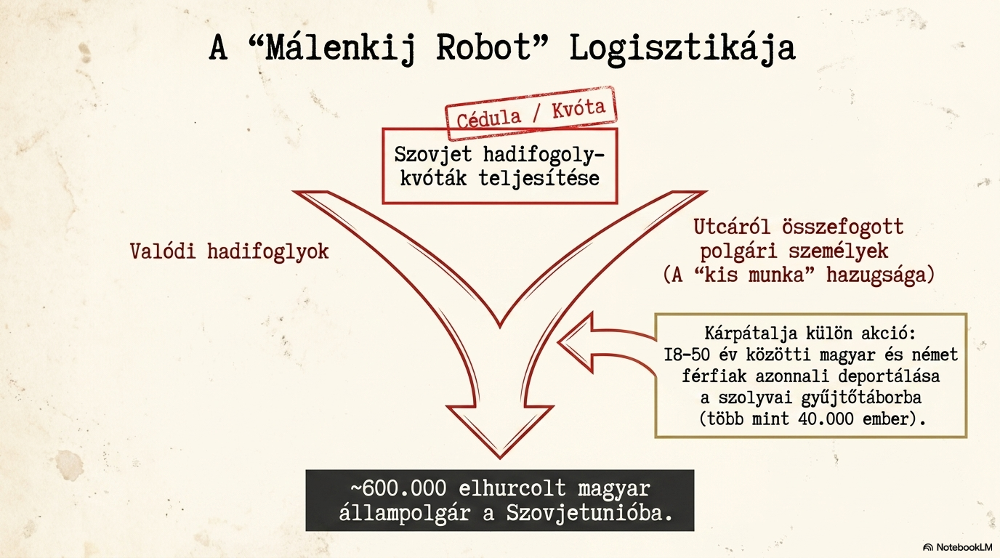 A “Málenkij Robot” Logisztikája
Cédula / Kvóta
Szovjet hadifogoly-
kvóták teljesítése
Valódi hadifoglyok
Utcáról összefogott
polgári személyek
(A “kis munka” hazugsága)
Kárpátalja külön akció:
18–50 év közötti magyar és német
férfiak azonnali deportálása
a szolyvai gyűjtőtáborba
(több mint 40.000 ember).
~600.000 elhurcolt magyar
állampolgár a Szovjetunióba.
NotebookLM